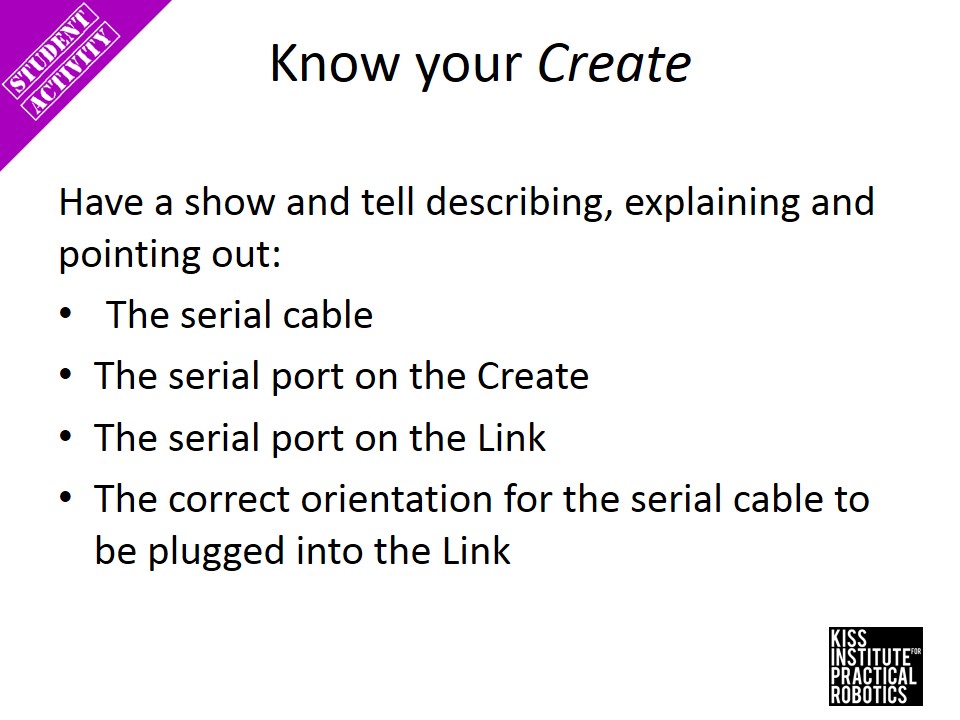 STUDENT
ACTIVITY
Know your Create
Have a show and tell describing, explaining and
pointing out:
• The serial cable
• The serial port on the Create
• The serial port on the Link
• The correct orientation for the serial cable to
be plugged into the Link
KISS
INSTITUTE FOR
PRACTICAL
ROBOTICS